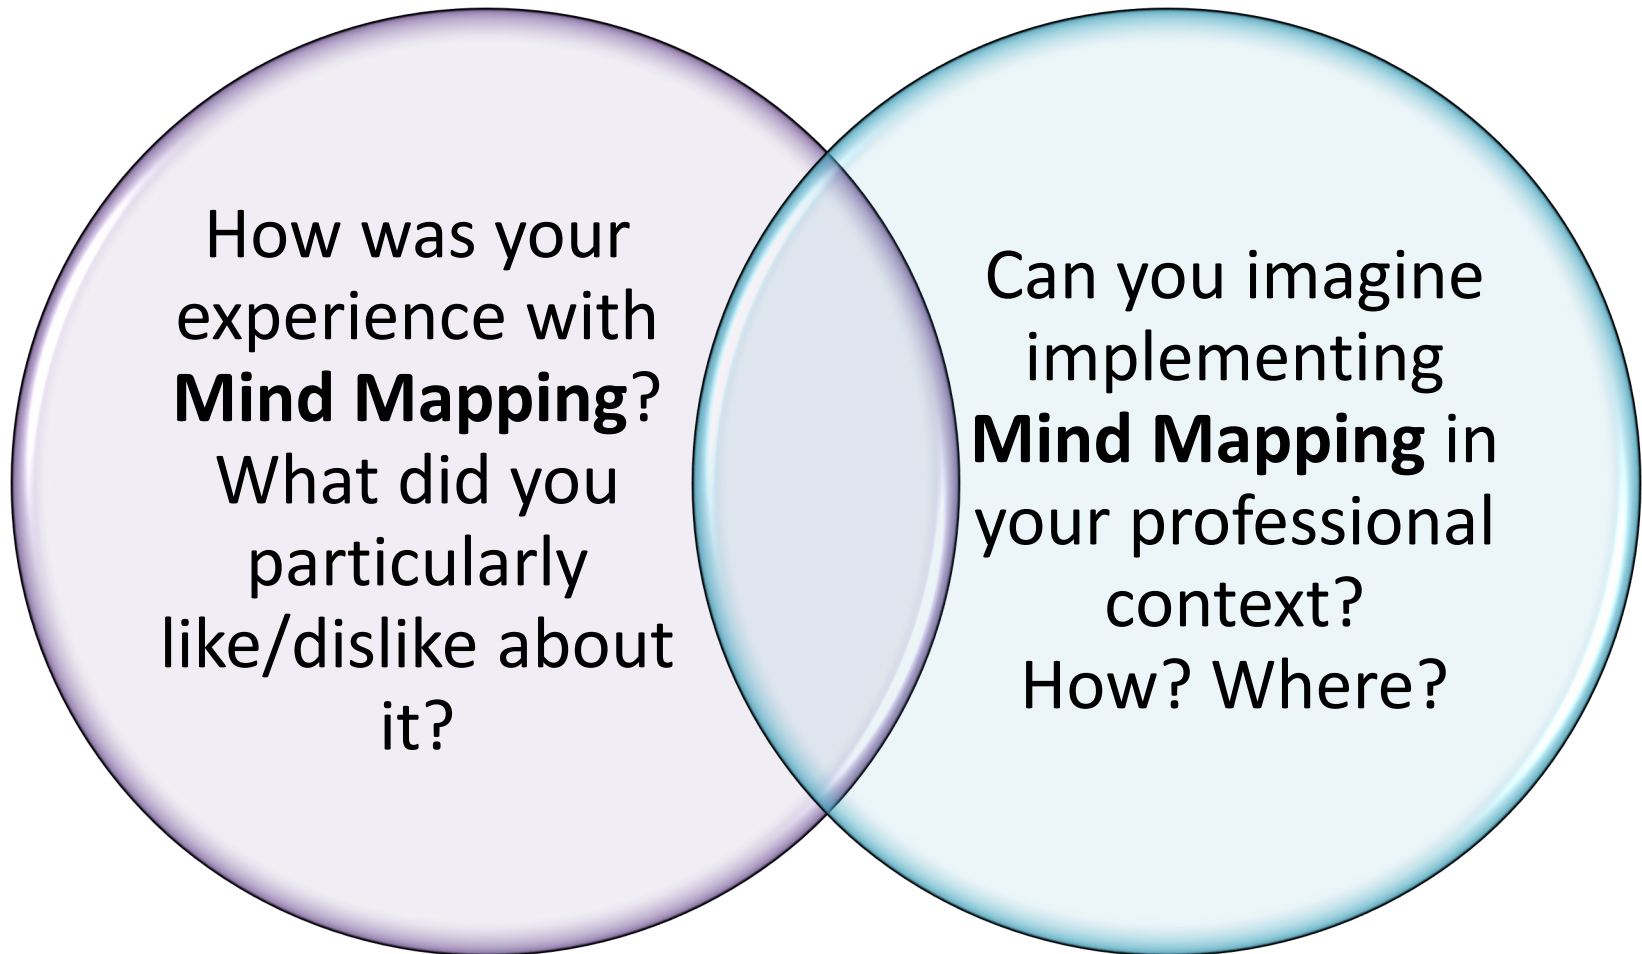 How was your
experience with
Mind Mapping?
What did you
particularly
like/dislike about
it?
Can you imagine
implementing
Mind Mapping in
your professional
context?
How? Where?